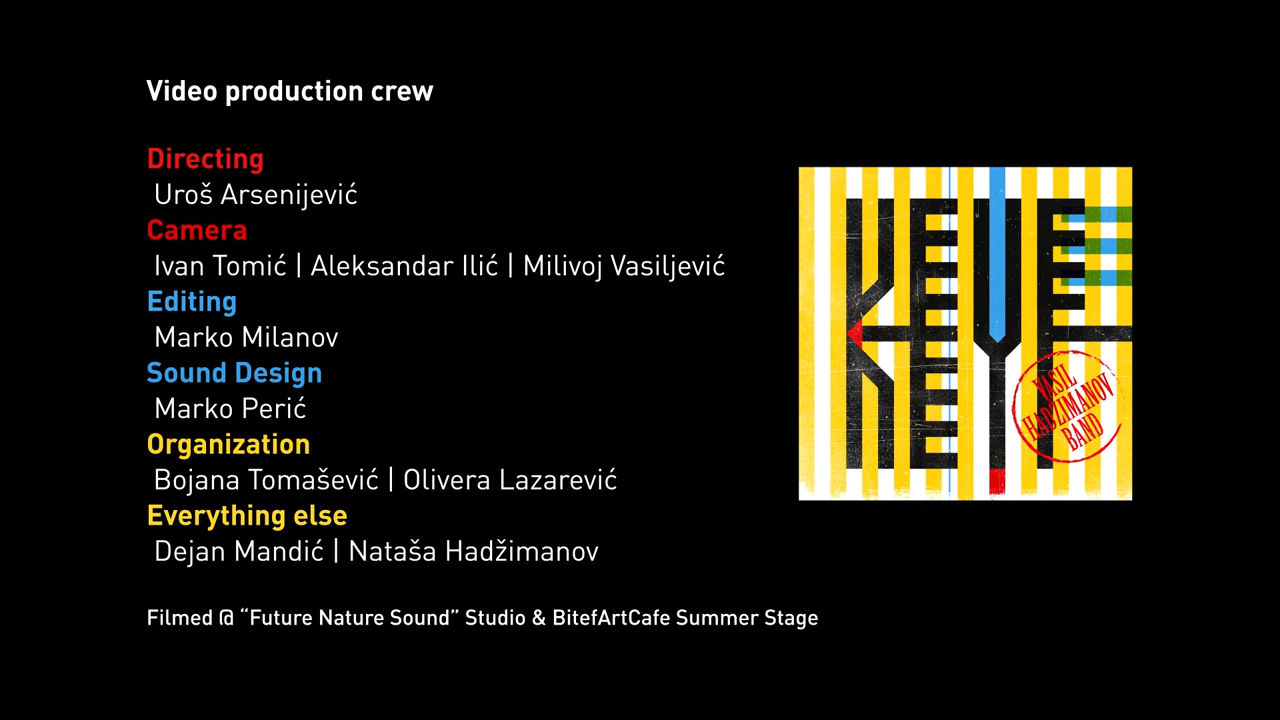 Video production crew
Directing
Uroš Arsenijević
Camera
Ivan Tomić | Aleksandar Ilić | Milivoj Vasiljević
Editing
Marko Milanov
Sound Design
Marko Perić
Organization
Bojana Tomašević | Olivera Lazarević
Everything else
Dejan Mandić | Nataša Hadžimanov
Filmed @ “Future Nature Sound” Studio & BitefArtCafe Summer Stage
VASIL
HADZIMANOV
BAND